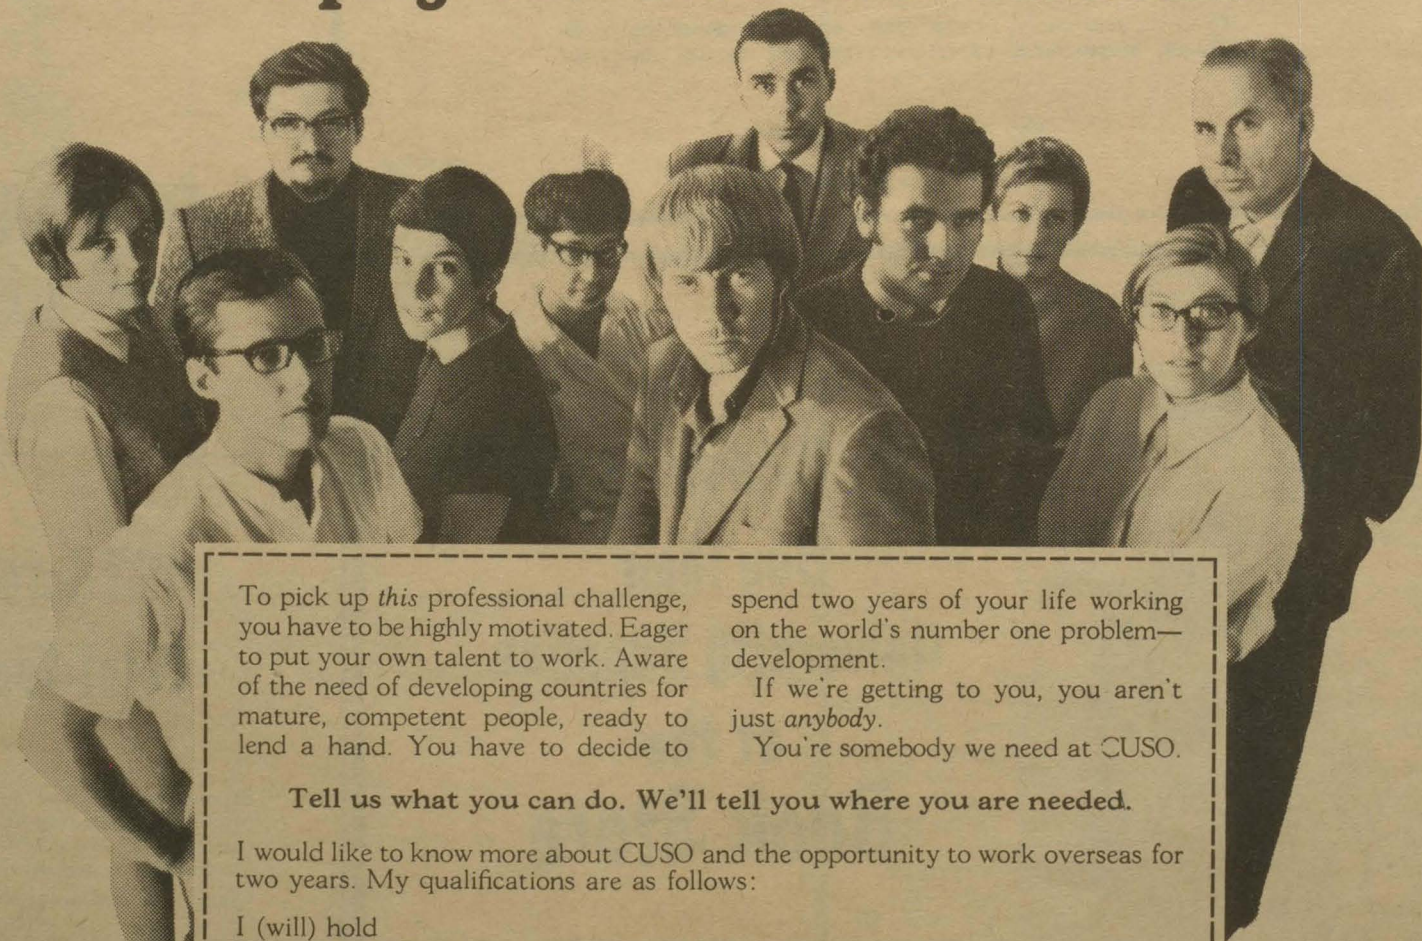 To pick up this professional challenge,
you have to be highly motivated. Eager
to put your own talent to work. Aware
of the need of developing countries for
mature, competent people, ready to
lend a hand. You have to decide to
spend two years of your life working
on the world's number one problem—
development.
If we're getting to you, you aren't
just anybody.
You're somebody we need at CUSO.
Tell us what you can do. We'll tell you where you are needed.
I would like to know more about CUSO and the opportunity to work overseas for
two years. My qualifications are as follows:
I (will) hold